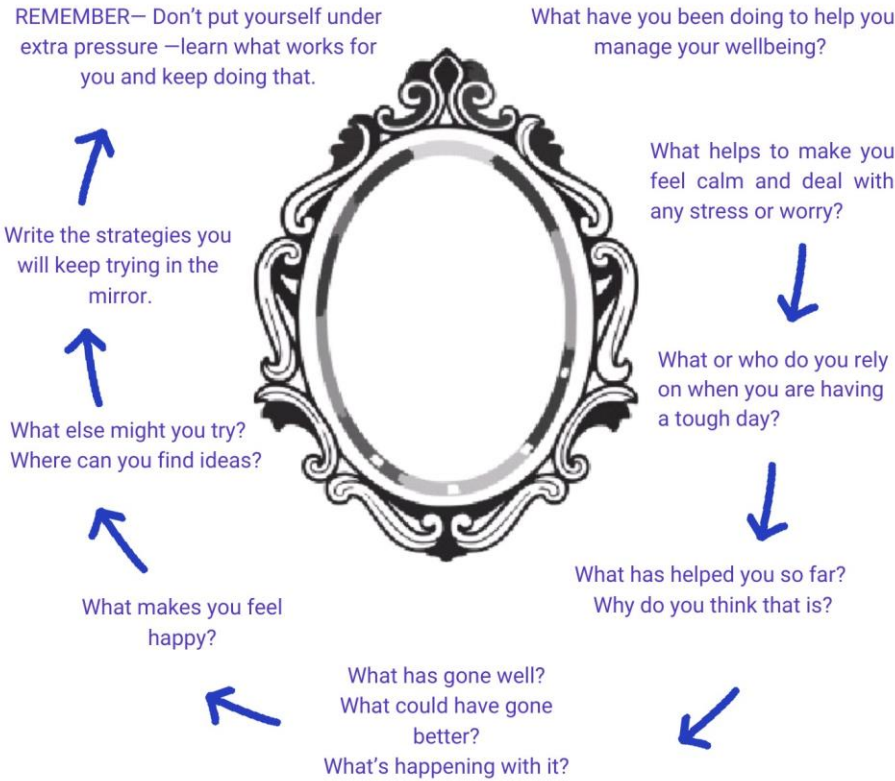 What have you been doing to help you
manage your wellbeing?
What helps to make you
feel calm and deal with
any stress or worry?
What or who do you rely
on when you are having
a tough day?
What has helped you so far?
Why do you think that is?
What has gone well?
What could have gone
better?
What’s happening with it?
What makes you feel
happy?
What else might you try?
Where can you find ideas?
Write the strategies you
will keep trying in the
mirror.
REMEMBER— Don’t put yourself under
extra pressure —learn what works for
you and keep doing that.